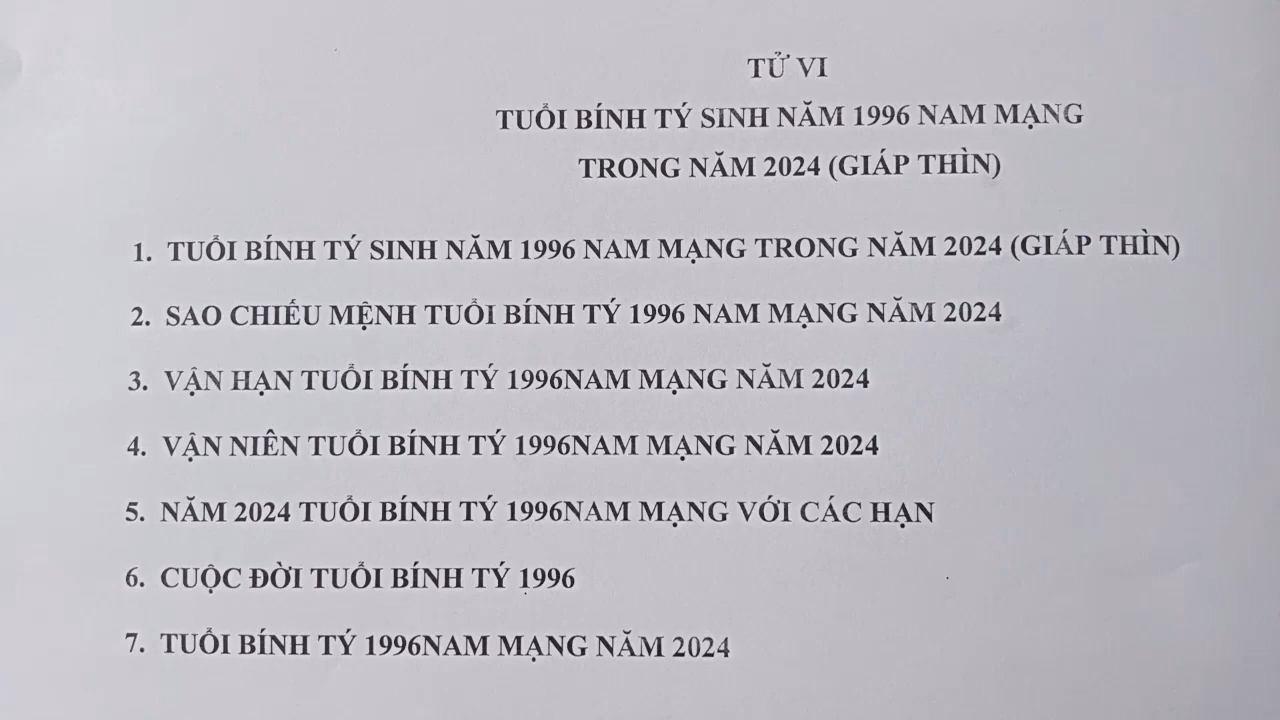 TỬ VI
TUỔI BÍNH TÝ SINH NĂM 1996 NAM MẠNG
TRONG NĂM 2024 (GIÁP THÌN)
1. TUỔI BÍNH TÝ SINH NĂM 1996 NAM MẠNG TRONG NĂM 2024 (GIÁP THÌN)
2. SAO CHIẾU MỆNH TUỔI BÍNH TÝ 1996 NAM MẠNG NĂM 2024
3. VẬN HẠN TUỔI BÍNH TÝ 1996NAM MẠNG NĂM 2024
4. VẬN NIÊN TUỔI BÍNH TÝ 1996NAM MẠNG NĂM 2024
5. NĂM 2024 TUỔI BÍNH TÝ 1996NAM MẠNG VỚI CÁC HẠN
6. CUỘC ĐỜI TUỔI BÍNH TÝ 1996
7. TUỔI BÍNH TÝ 1996NAM MẠNG NĂM 2024